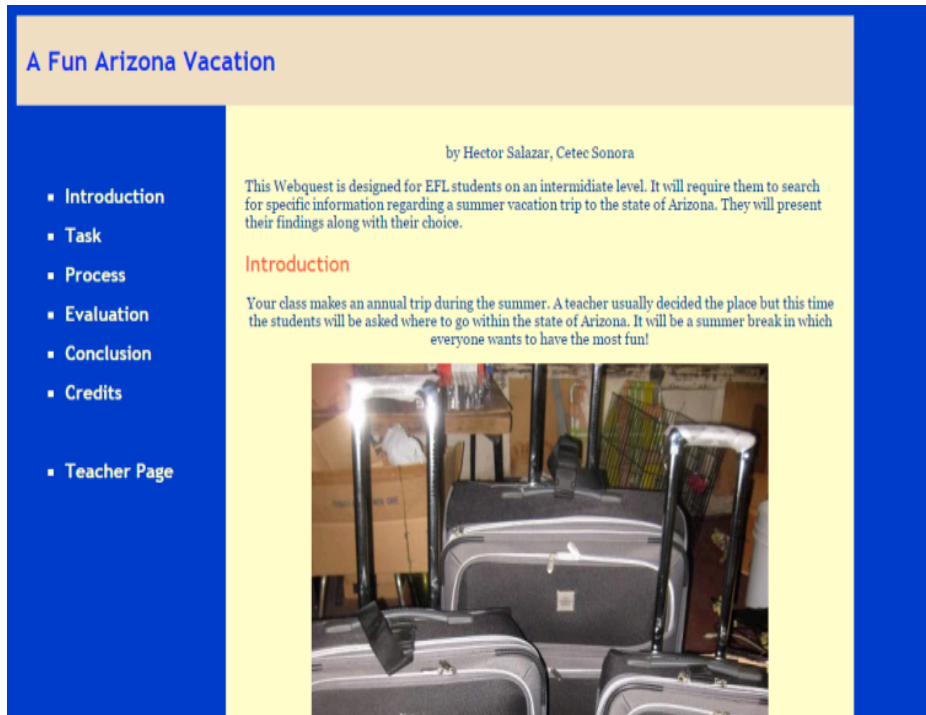 A Fun Arizona Vacation
Introduction
Task
Process
Evaluation
Conclusion
Credits
Teacher Page
by Hector Salazar, Cetec Sonora
This Webquest is designed for EFL students on an intermidiate level. It will require them to search
for specific information regarding a summer vacation trip to the state of Arizona. They will present
their findings along with their choice.
Introduction
Your class makes an annual trip during the summer. A teacher usually decided the place but this time
the students will be asked where to go within the state of Arizona. It will be a summer break in which
everyone wants to have the most fun!